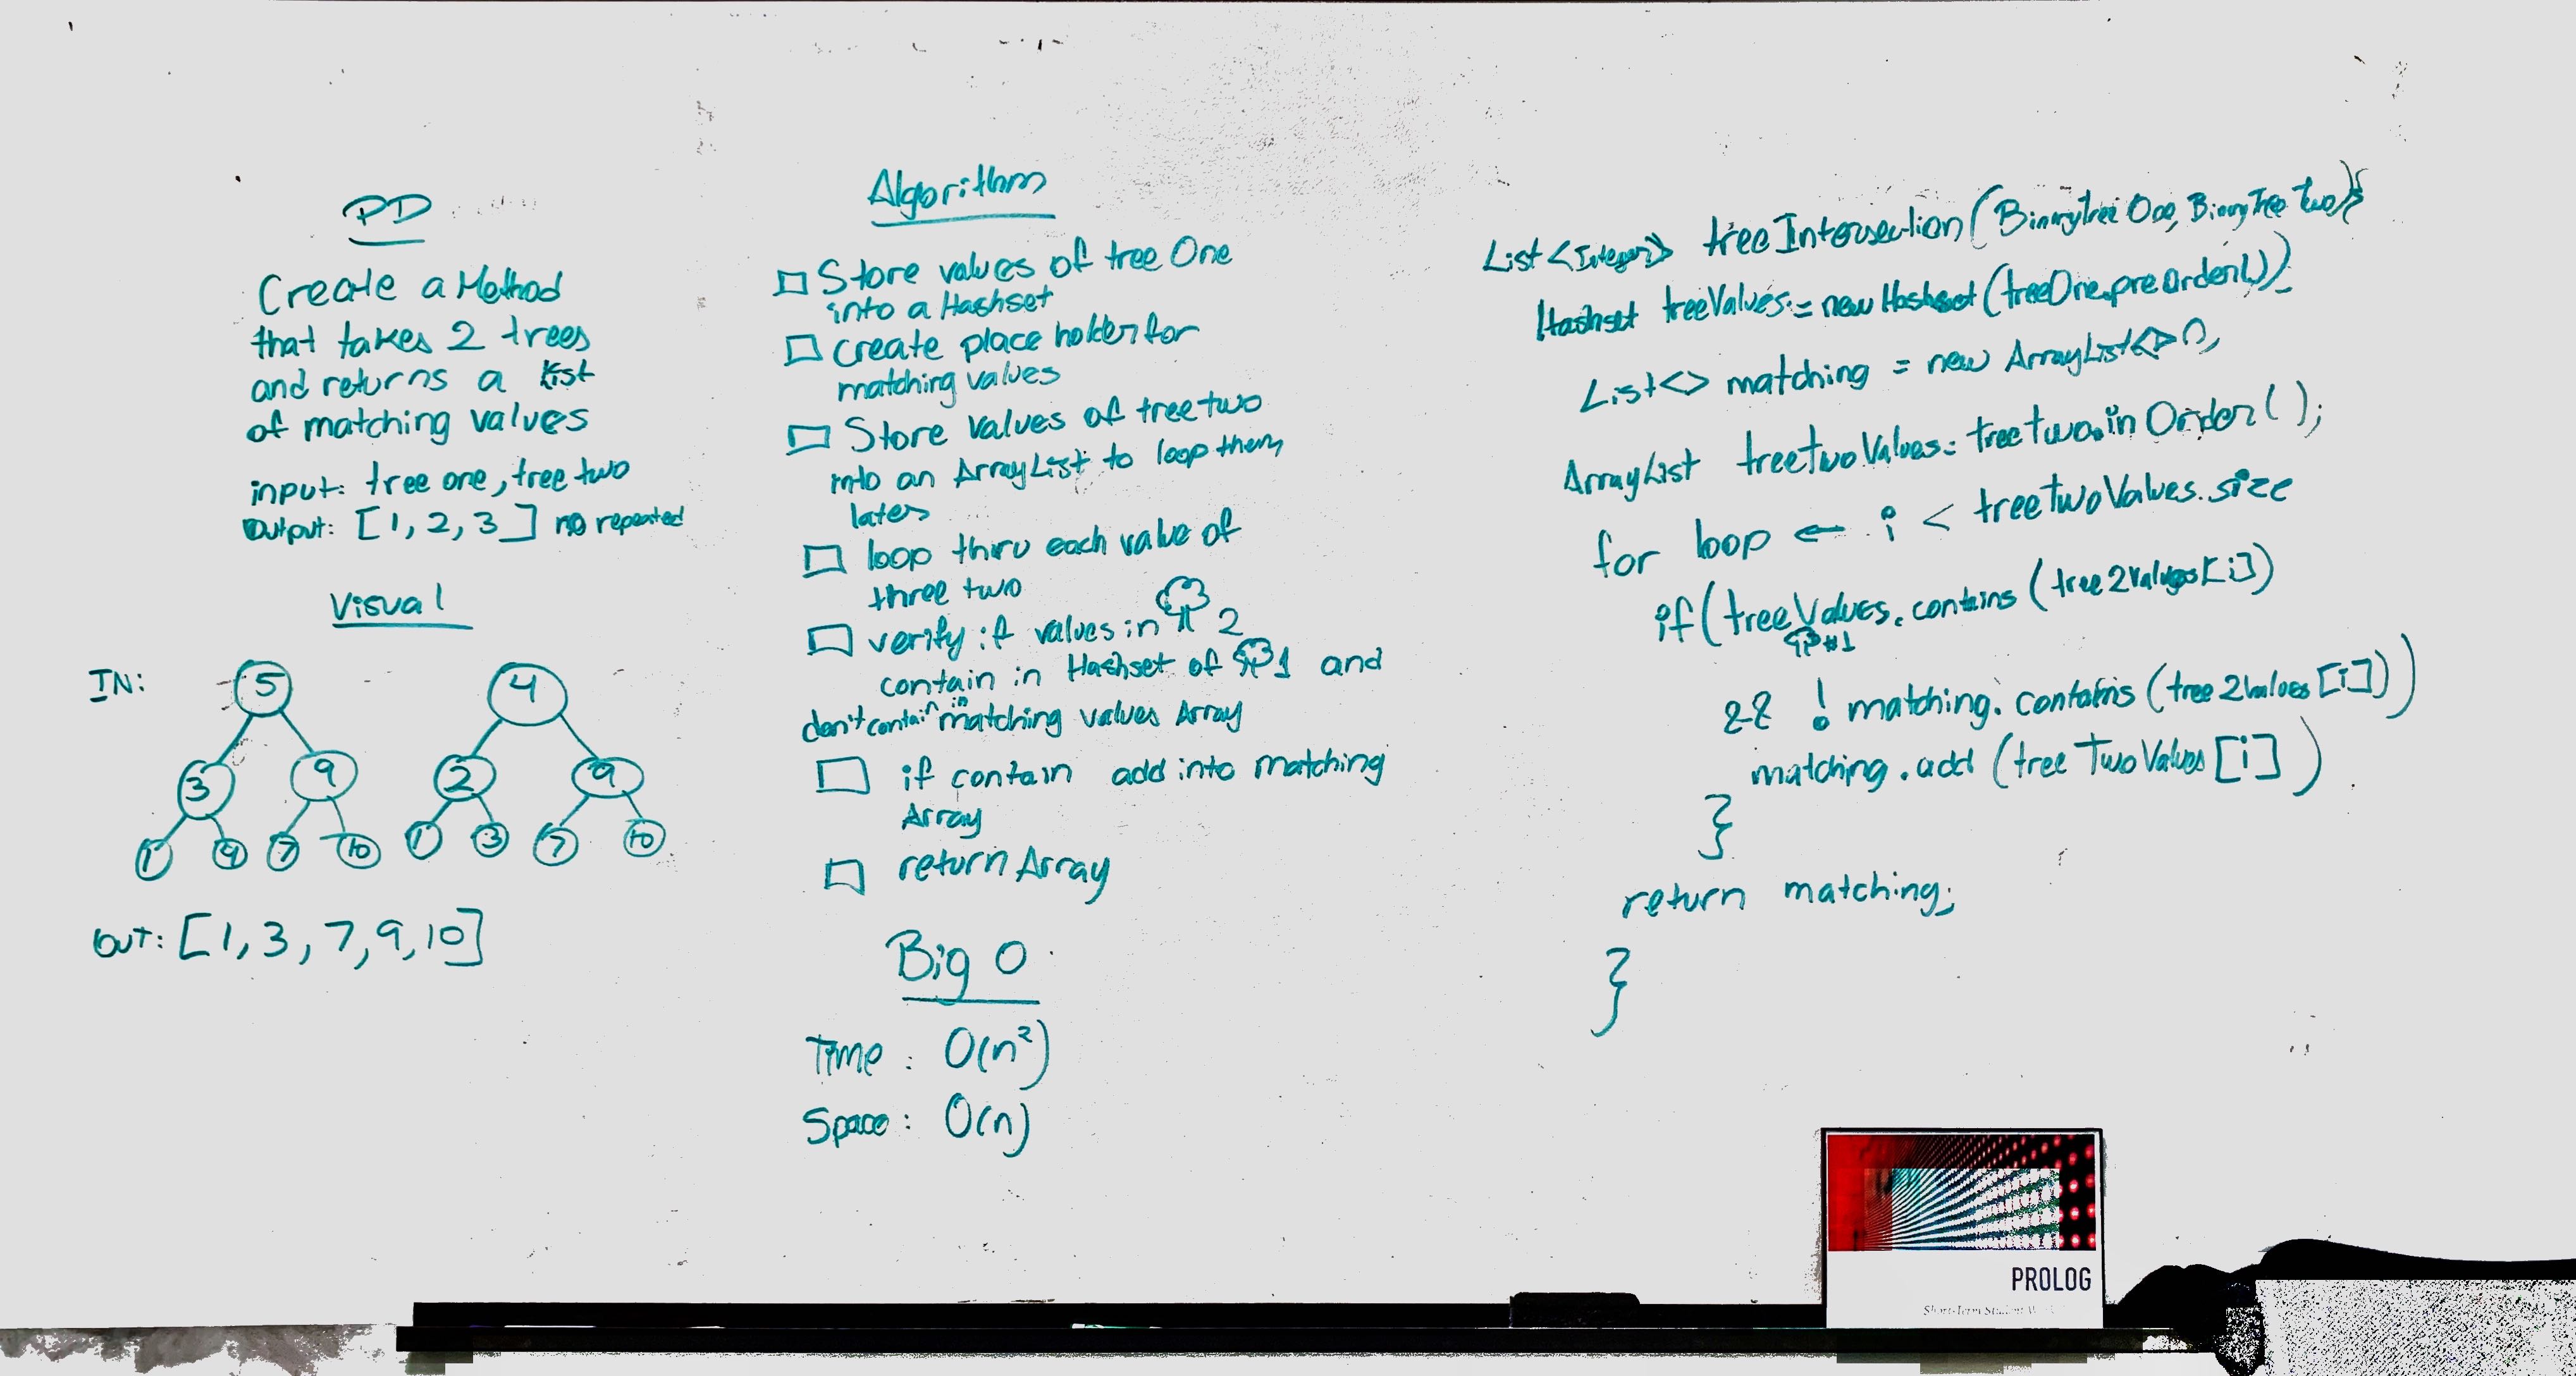 PD
Create a Method
that takes 2 trees
and returns a list
of matching values
input: tree one, tree two
Output: [1, 2, 3] no repeated
Visual
IN:
5
3 9
1 4 7 10
4
2 9
1 3 7 10
OUT: [1, 3, 7, 9, 10]
Algorithm
Store values of tree One
into a Hashset
create place holder for
matching values
Store values of tree two
into an ArrayList to loop them
later
loop thru each value of
three two
verify if values in 2
contain in Hashset of 1 and
don't contain in matching values Array
if contain add into matching
Array
return Array
Big O
Time: O(n²)
Space: O(n)
List<Integer> treeIntersection(BinaryTree One, BinaryTree two){
Hashset treeValues = new Hashset(treeOne.preOrder())
List<> matching = new ArrayList<>(),
ArrayList treetwoValues = treetwo.inOrder();
for loop ← i < treetwoValues.size
if(treeValues.contains(tree2values[i])
#1
&& ! matching.contains(tree2values[i]))
matching.add(treeTwoValues[i])
}
return matching;
}
PROLOG
Short-Term Student